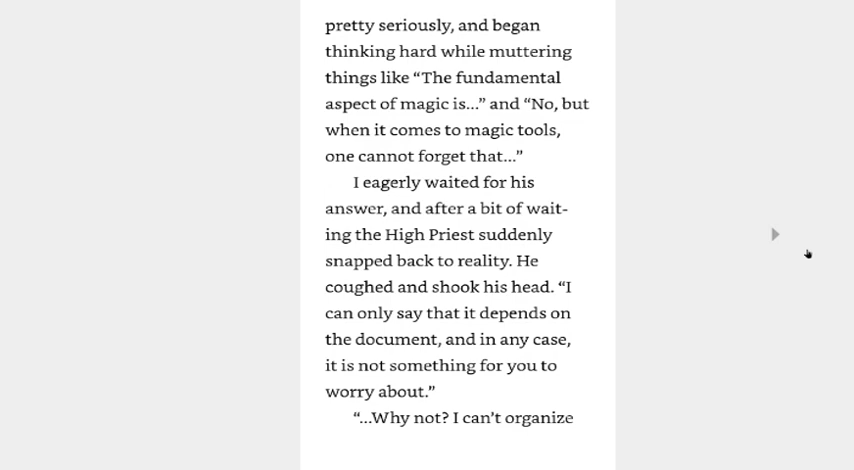 pretty seriously, and began
thinking hard while muttering
things like “The fundamental
aspect of magic is...” and “No, but
when it comes to magic tools,
one cannot forget that...”
I eagerly waited for his
answer, and after a bit of wait-
ing the High Priest suddenly
snapped back to reality. He
coughed and shook his head. “I
can only say that it depends on
the document, and in any case,
it is not something for you to
worry about.”
“...Why not? I can’t organize